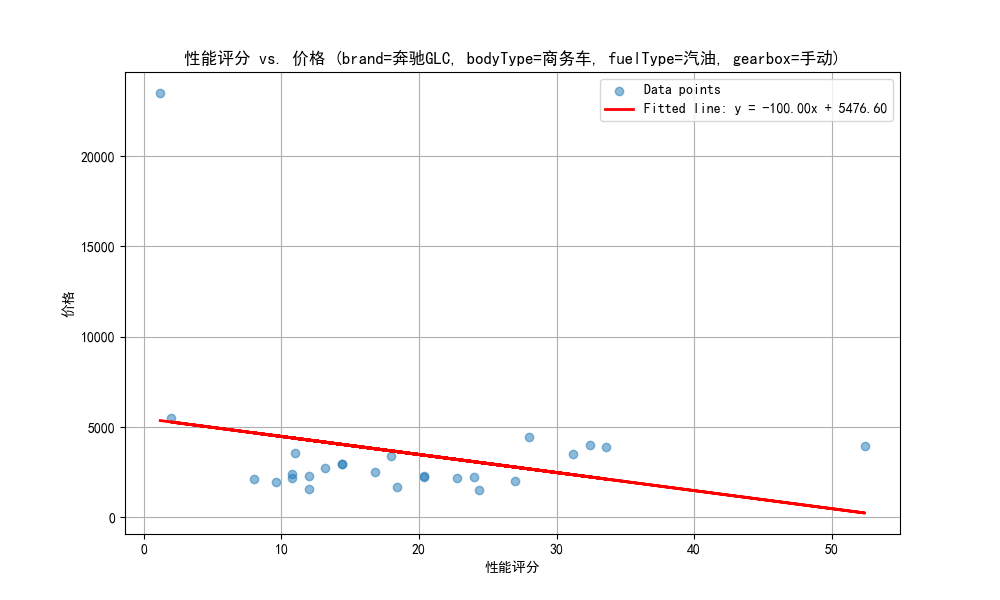 性能评分 vs. 价格 (brand=奔驰GLC, bodyType=商务车, fuelType=汽油, gearbox=手动)
Data points
Fitted line: y = -100.00x + 5476.60
20000
15000
10000
5000
0
价格
0 10 20 30 40 50
性能评分